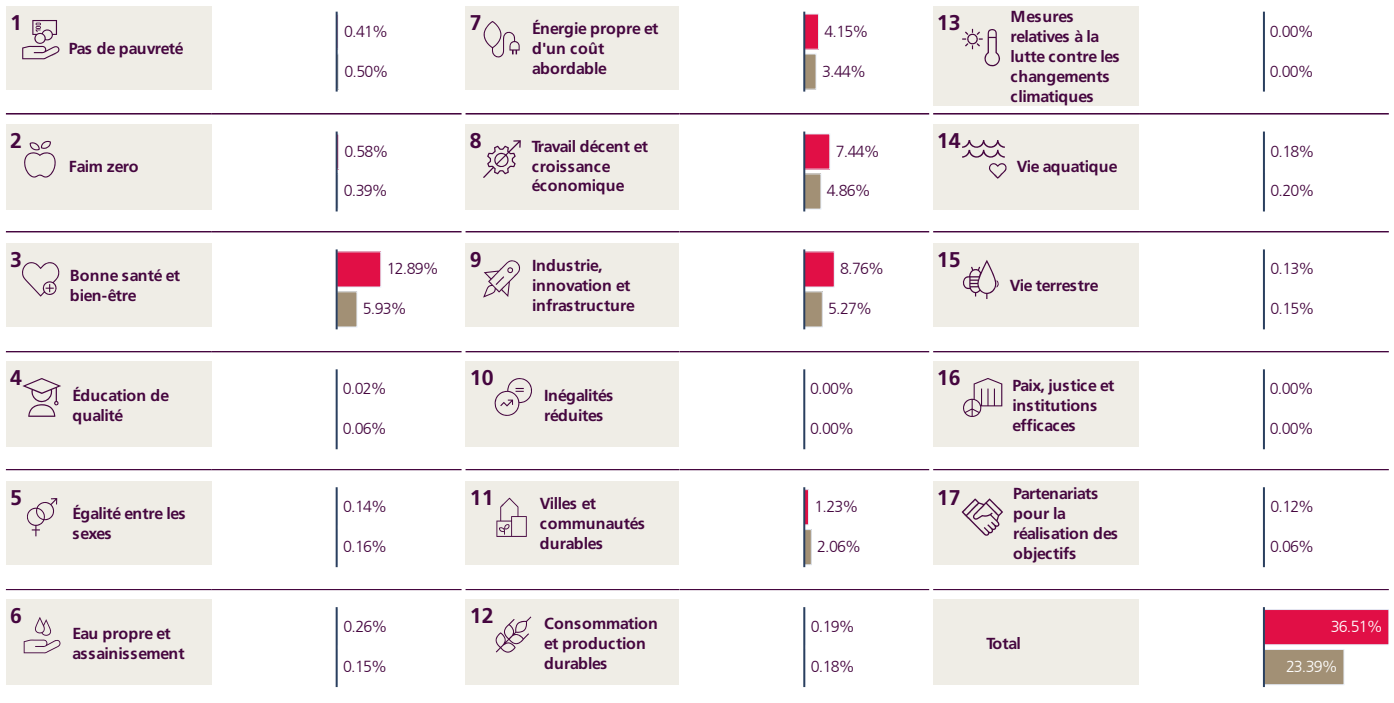 1
Pas de pauvreté
0.41%
0.50%
2
Faim zero
0.58%
0.39%
3
Bonne santé et
bien-être
12.89%
5.93%
4
Éducation de
qualité
0.02%
0.06%
5
Égalité entre les
sexes
0.14%
0.16%
6
Eau propre et
assainissement
0.26%
0.15%
7
Énergie propre et
d'un coût
abordable
4.15%
3.44%
8
Travail décent et
croissance
économique
7.44%
4.86%
9
Industrie,
innovation et
infrastructure
8.76%
5.27%
10
Inégalités
réduites
0.00%
0.00%
11
Villes et
communautés
durables
1.23%
2.06%
12
Consommation
et production
durables
0.19%
0.18%
13
Mesures
relatives à la
lutte contre les
changements
climatiques
0.00%
0.00%
14
Vie aquatique
0.18%
0.20%
15
Vie terrestre
0.13%
0.15%
16
Paix, justice et
institutions
efficaces
0.00%
0.00%
17
Partenariats
pour la
réalisation des
objectifs
0.12%
0.06%
Total
36.51%
23.39%